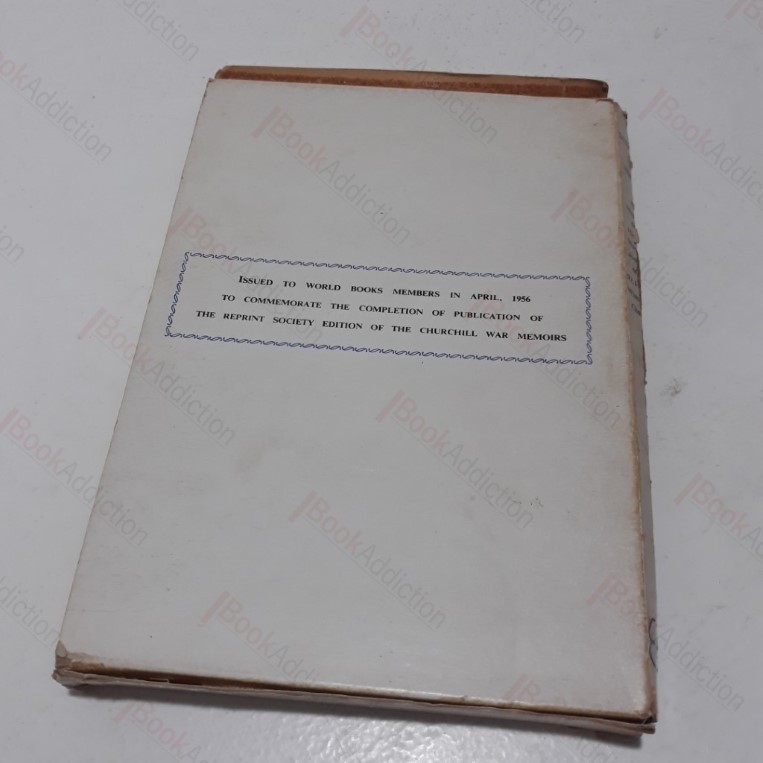 ISSUED TO WORLD BOOKS MEMBERS IN APRIL, 1956
TO COMMEMORATE THE COMPLETION OF PUBLICATION OF
THE REPRINT SOCIETY EDITION OF THE CHURCHILL WAR MEMOIRS
BookAddiction